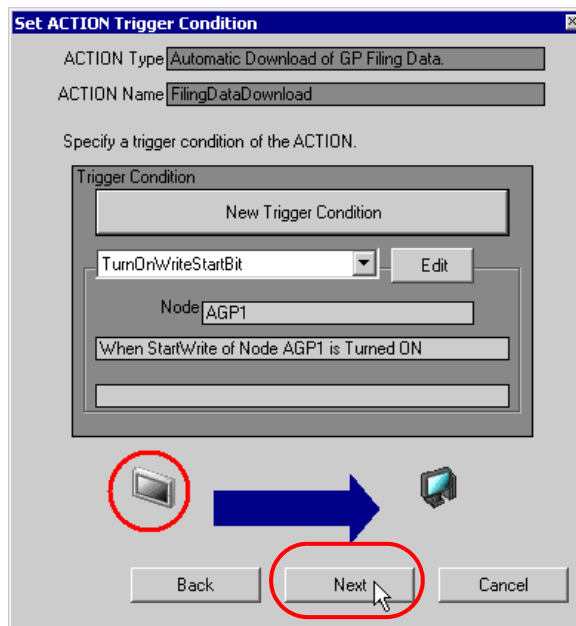 Set ACTION Trigger Condition
ACTION Type Automatic Download of GP Filing Data.
ACTION Name FilingDataDownload
Specify a trigger condition of the ACTION.
Trigger Condition
New Trigger Condition
TurnOnWriteStartBit Edit
Node AGP1
When StartWrite of Node AGP1 is Turned ON
Back Next Cancel